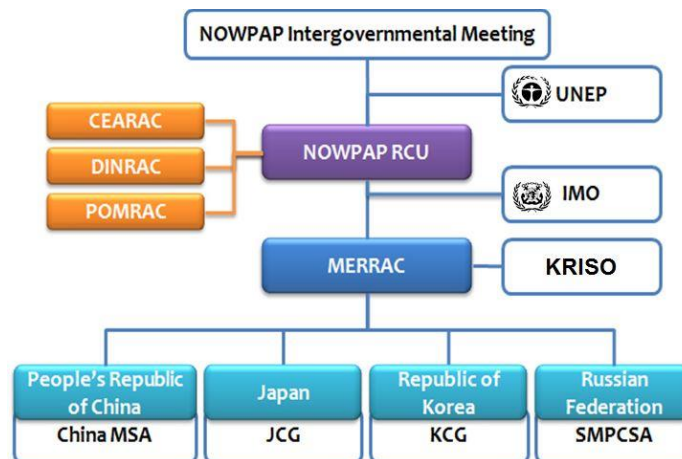 NOWPAP Intergovernmental Meeting
UNEP
CEARAC
DINRAC
POMRAC
NOWPAP RCU
IMO
MERRAC
KRISO
People's Republic
of China
China MSA
Japan
JCG
Republic of
Korea
KCG
Russian
Federation
SMPCSA